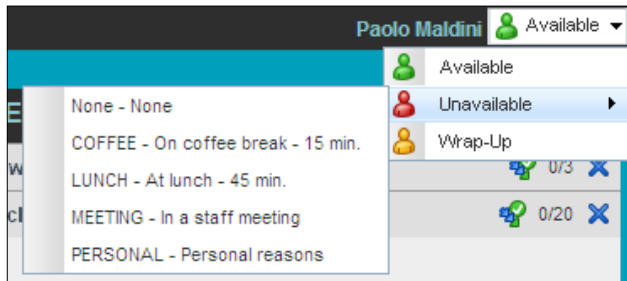 Paolo Maldini Available
Available
Unavailable
Wrap-Up
None - None
COFFEE - On coffee break - 15 min.
LUNCH - At lunch - 45 min.
MEETING - In a staff meeting
PERSONAL - Personal reasons
0/3
0/20